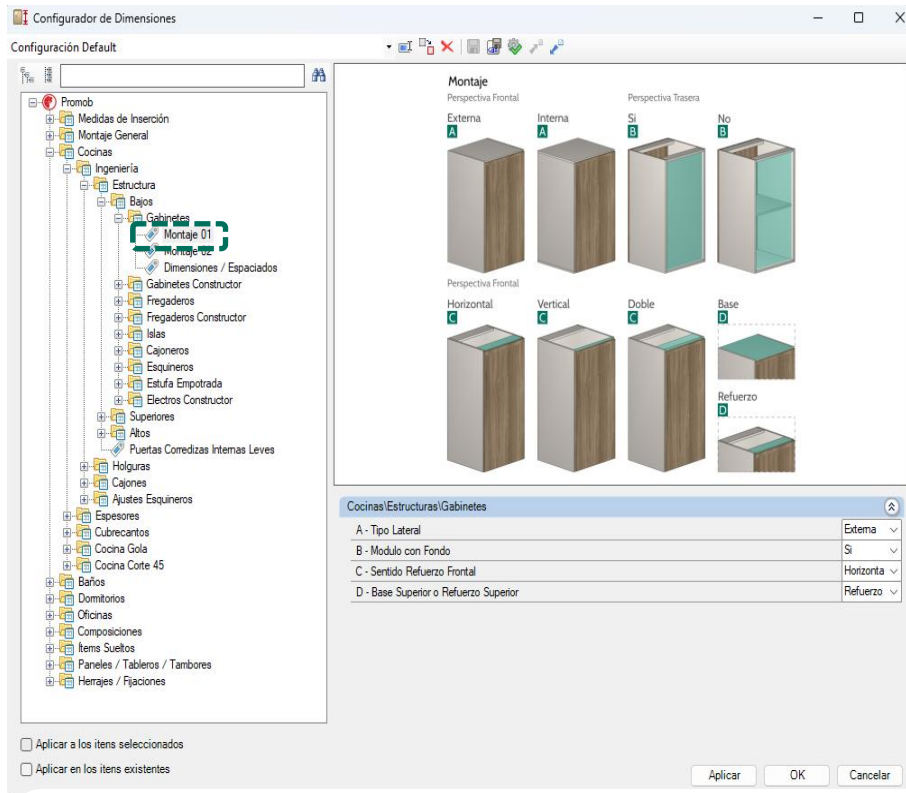 Configurador de Dimensiones
Configuración Default
Promob
Medidas de Inserción
Montaje General
Cocinas
Ingeniería
Estructura
Bajos
Gabinetes
Montaje 01
Montaje 02
Dimensiones / Espaciados
Gabinetes Constructor
Fregaderos
Fregaderos Constructor
Islas
Cajoneros
Esquineros
Estufa Empotrada
Electros Constructor
Superiores
Altos
Puertas Corredizas Internas Leves
Holguras
Cajones
Ajustes Esquineros
Espesores
Cubrecantos
Cocina Gola
Cocina Corte 45
Baños
Dormitorios
Oficinas
Composiciones
Ítems Sueltos
Paneles / Tableros / Tambores
Herrajes / Fijaciones
Aplicar a los itens seleccionados
Aplicar en los itens existentes
Montaje
Perspectiva Frontal Perspectiva Trasera
Externa Interna Si No
A A B B
Perspectiva Frontal
Horizontal Vertical Doble Base
C C C D
Refuerzo
D
Cocinas\Estructuras\Gabinetes
A - Tipo Lateral Externa
B - Modulo con Fondo Si
C - Sentido Refuerzo Frontal Horizonta
D - Base Superior o Refuerzo Superior Refuerzo
Aplicar OK Cancelar